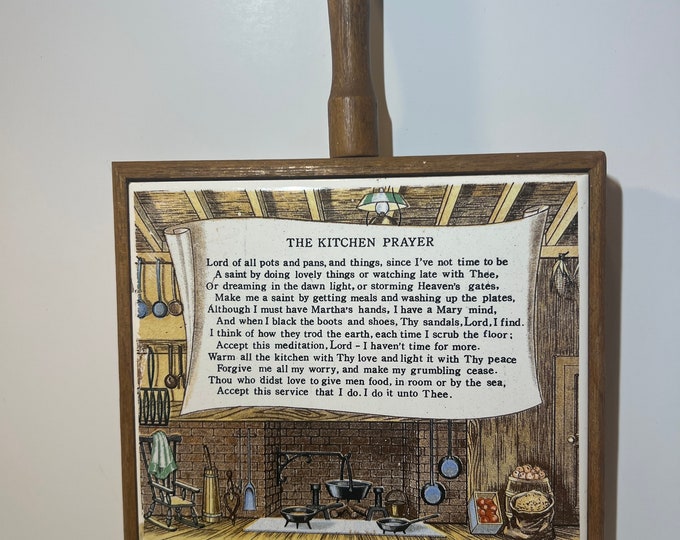 THE KITCHEN PRAYER
Lord of all pots and pans, and things, since I've not time to be
A saint by doing lovely things or watching late with Thee,
Or dreaming in the dawn light, or storming Heaven's gates,
Make me a saint by getting meals and washing up the plates,
Although I must have Martha's hands, I have a Mary mind,
And when I black the boots and shoes, Thy sandals, Lord, I find.
I think of how they trod the earth, each time I scrub the floor;
Accept this meditation, Lord - I haven't time for more.
Warm all the kitchen with Thy love and light it with Thy peace
Forgive me all my worry, and make my grumbling cease.
Thou who didst love to give men food, in room or by the sea,
Accept this service that I do. I do it unto Thee.